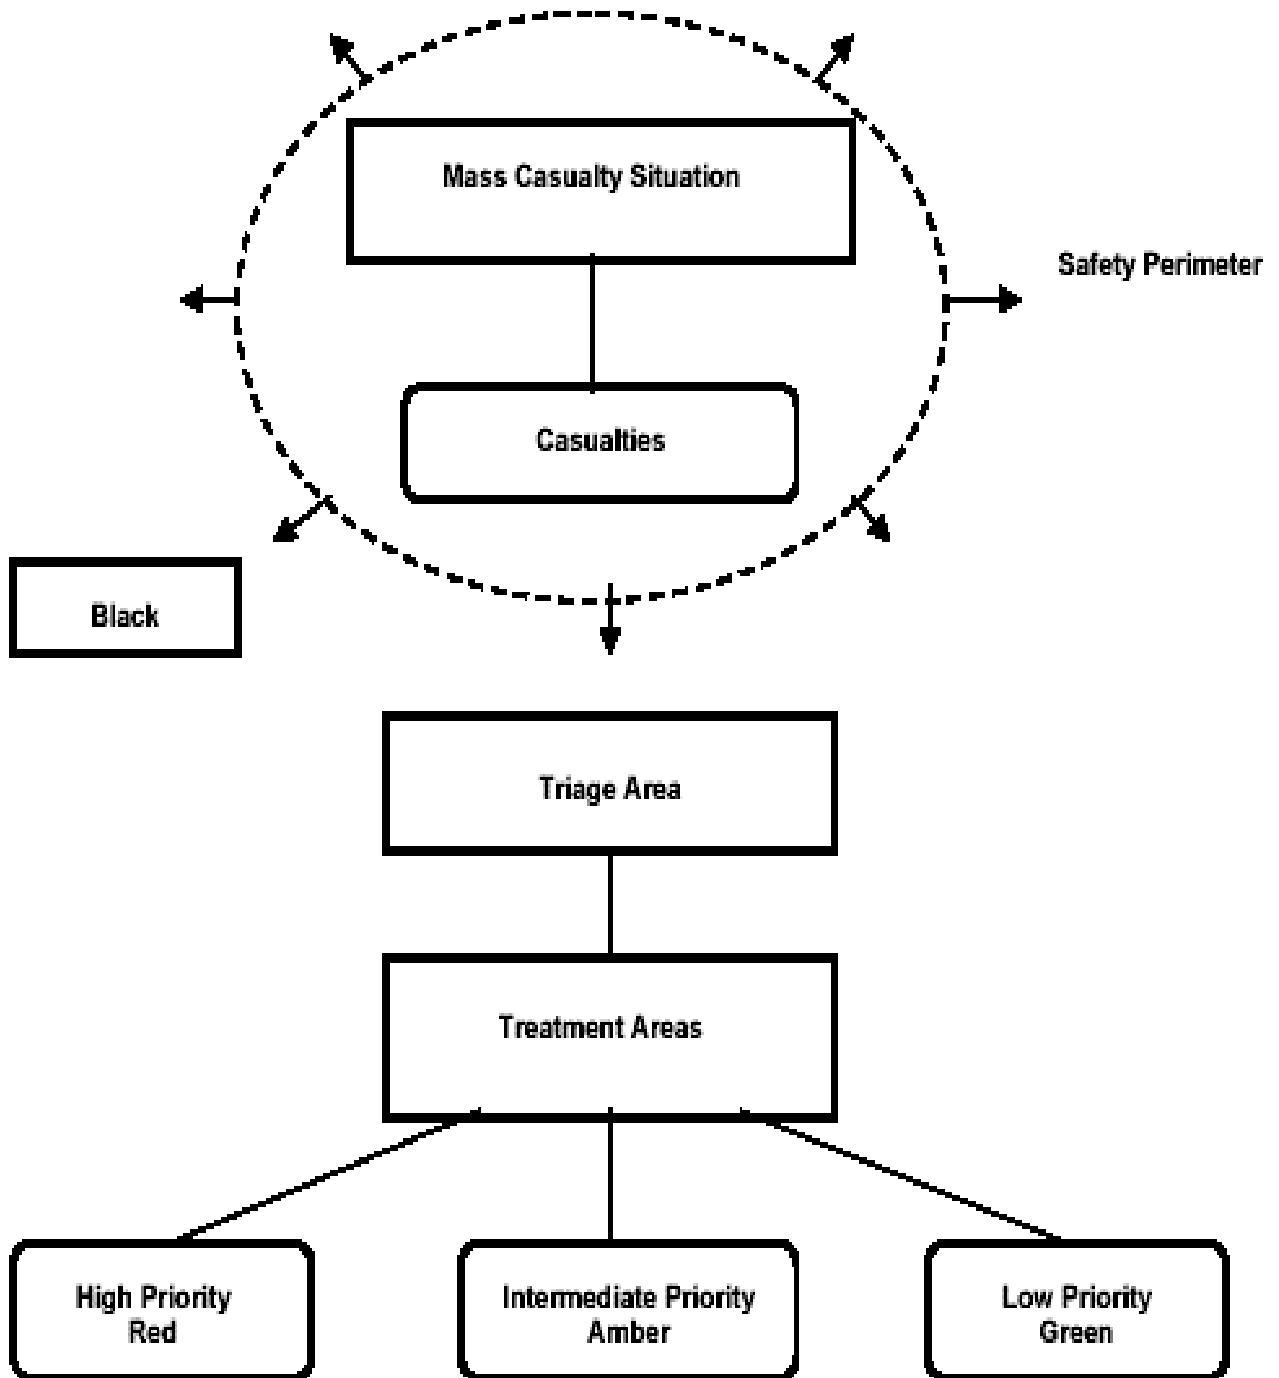 Mass Casualty Situation
Safety Perimeter
Casualties
Black
Triage Area
Treatment Areas
High Priority
Red
Intermediate Priority
Amber
Low Priority
Green